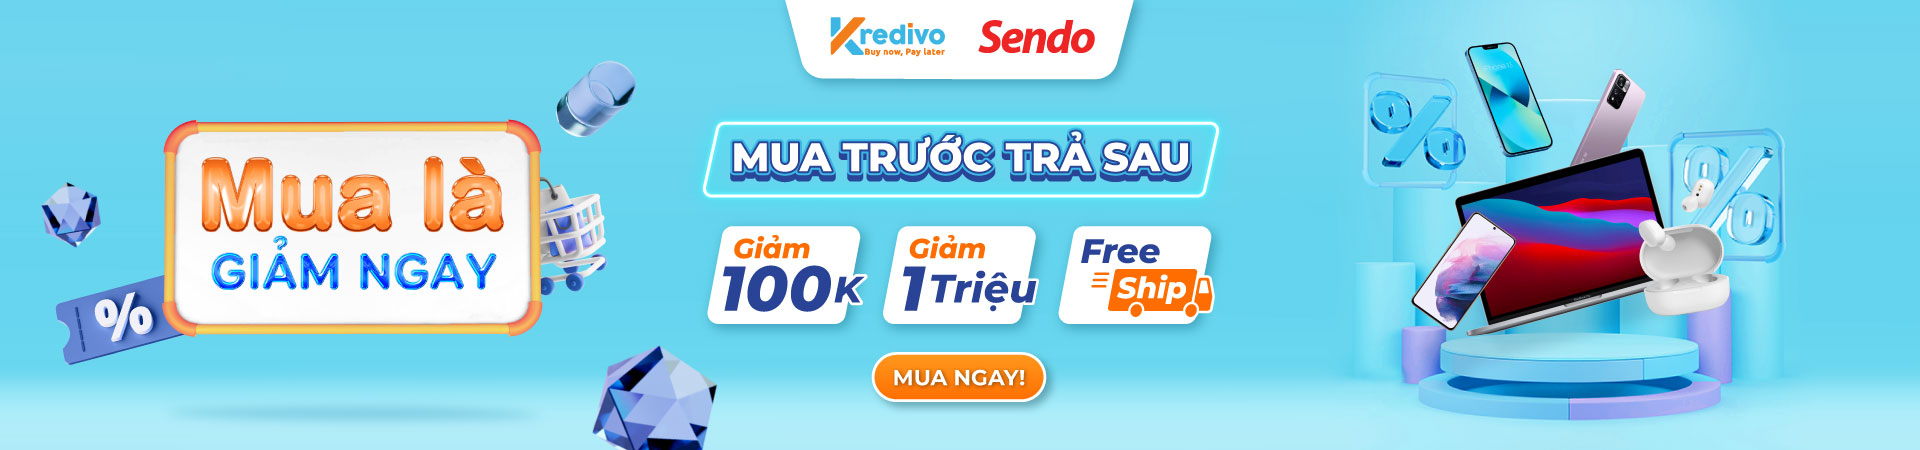 Kredivo
Buy now, Pay later
Sendo
Mua là
GIẢM NGAY
%
MUA TRƯỚC TRẢ SAU
Giảm
100K
Giảm
1 Triệu
Free
Ship
MUA NGAY!
%
%